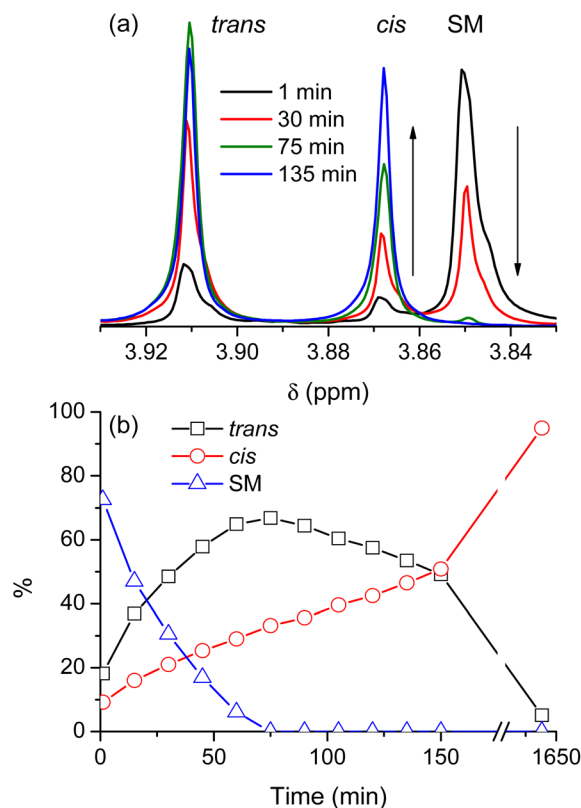 (a) trans cis SM
1 min
30 min
75 min
135 min
3.92 3.90 3.88 3.86 3.84
δ (ppm)
100 (b) trans
cis
80 SM
60
%
40
20
0
0 50 100 150 1650
Time (min)